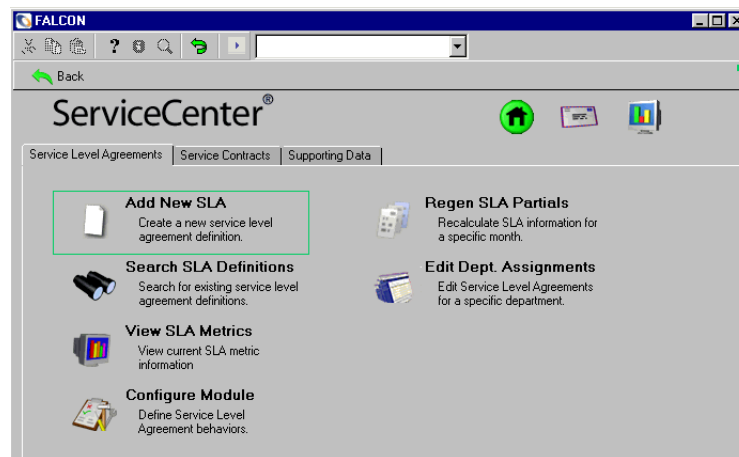 FALCON
Back
ServiceCenter®
Service Level Agreements Service Contracts Supporting Data
Add New SLA
Create a new service level
agreement definition.
Search SLA Definitions
Search for existing service level
agreement definitions.
View SLA Metrics
View current SLA metric
information
Configure Module
Define Service Level
Agreement behaviors.
Regen SLA Partials
Recalculate SLA information for
a specific month.
Edit Dept. Assignments
Edit Service Level Agreements
for a specific department.